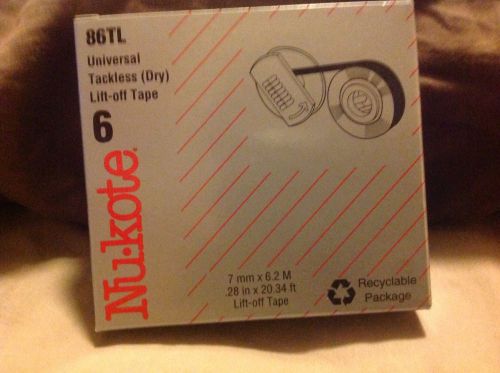 86TL
Universal
Tackless (Dry)
Lift-off Tape
6
Nu-kote®
7 mm x 6.2 M
.28 in x 20.34 ft
Lift-off Tape
Recyclable
Package